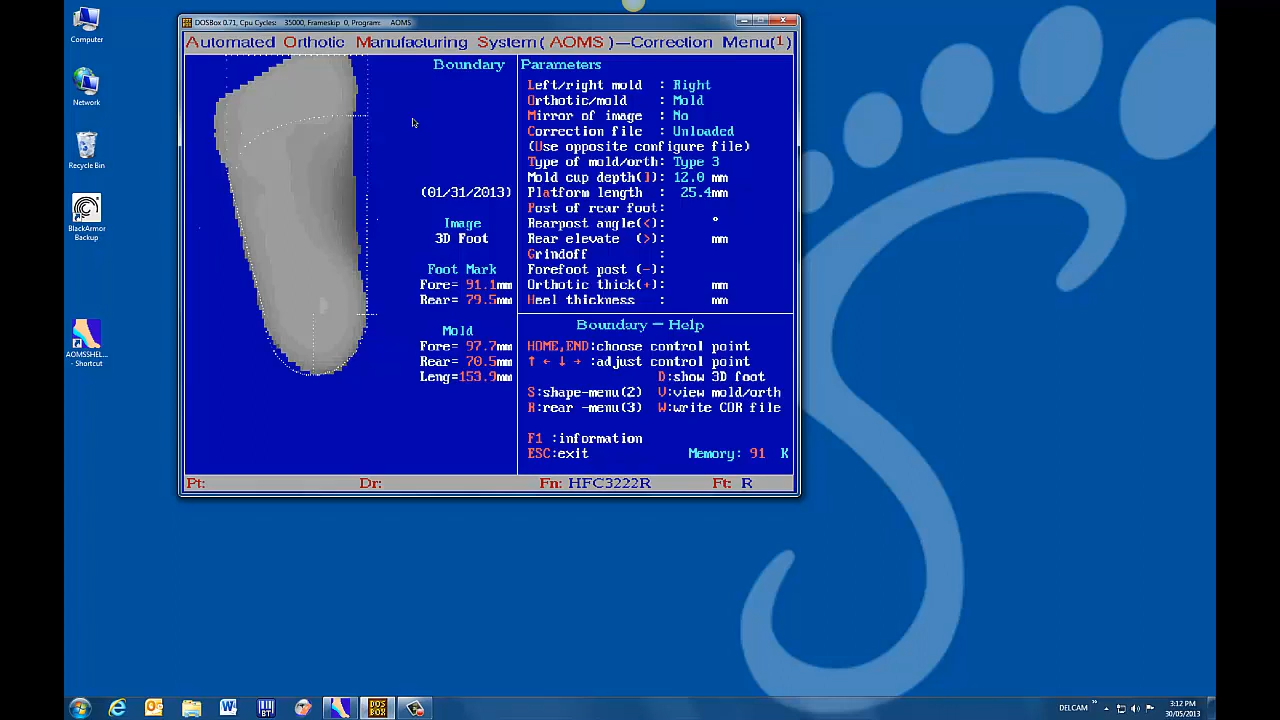 Computer
Network
Recycle Bin
BlackArmor
Backup
AOMSSHEL...
- Shortcut
DOSBox 0.71, Cpu Cycles: 35000, Frameskip 0, Program: AOMS
Automated Orthotic Manufacturing System(AOMS)—Correction Menu(1)
Boundary
(01/31/2013)
Image
3D Foot
Foot Mark
Fore= 91.1mm
Rear= 79.5mm
Mold
Fore= 97.7mm
Rear= 70.5mm
Leng=153.9mm
Parameters
Left/right mold : Right
Orthotic/mold : Mold
Mirror of image : No
Correction file : Unloaded
(Use opposite configure file)
Type of mold/orth: Type 3
Mold cup depth(]): 12.0 mm
Platform length : 25.4mm
Post of rear foot:
Rearpost angle(<): °
Rear elevate (>): mm
Grindoff :
Forefoot post (-):
Orthotic thick(+): mm
Heel thickness : mm
Boundary — Help
HOME,END:choose control point
↑ ← ↓ → :adjust control point
D:show 3D foot
S:shape-menu(2) V:view mold/orth
R:rear -menu(3) W:write COR file
F1 :information
ESC:exit Memory: 91 K
Pt: Dr: Fn: HFC3222R Ft: R
DELCAM
3:12 PM
30/05/2013